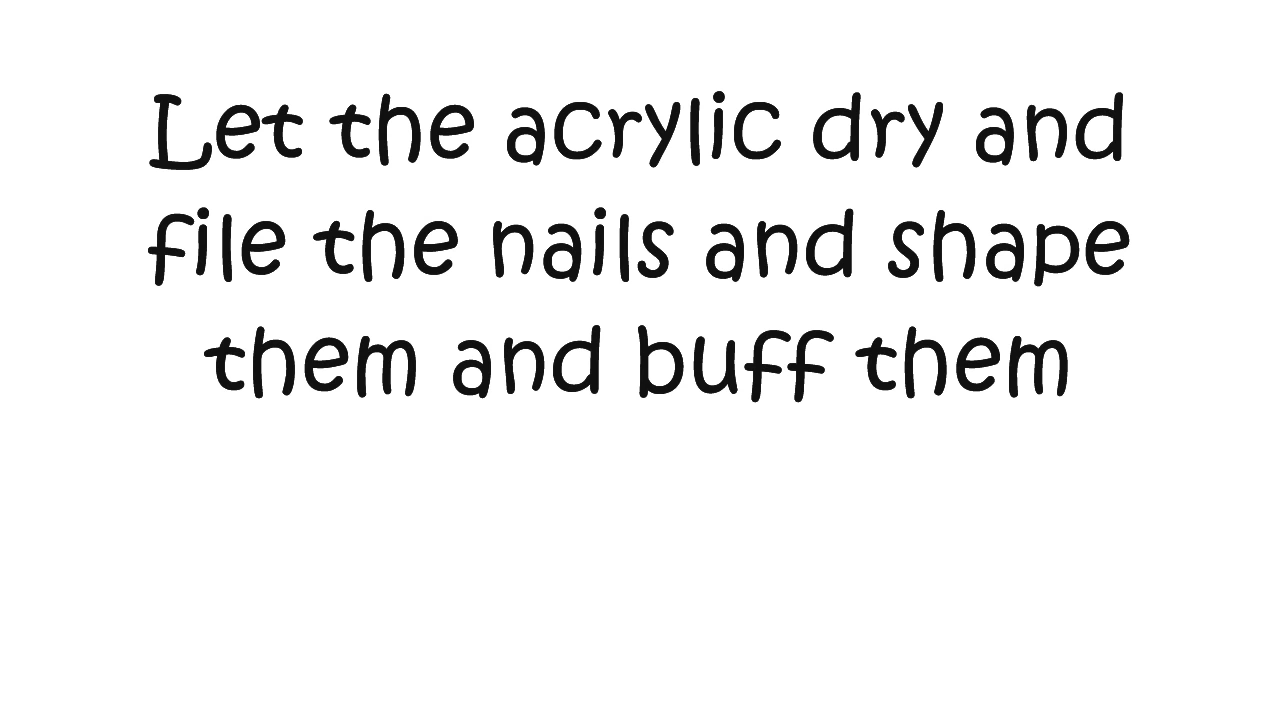 Let the acrylic dry and
file the nails and shape
them and buff them